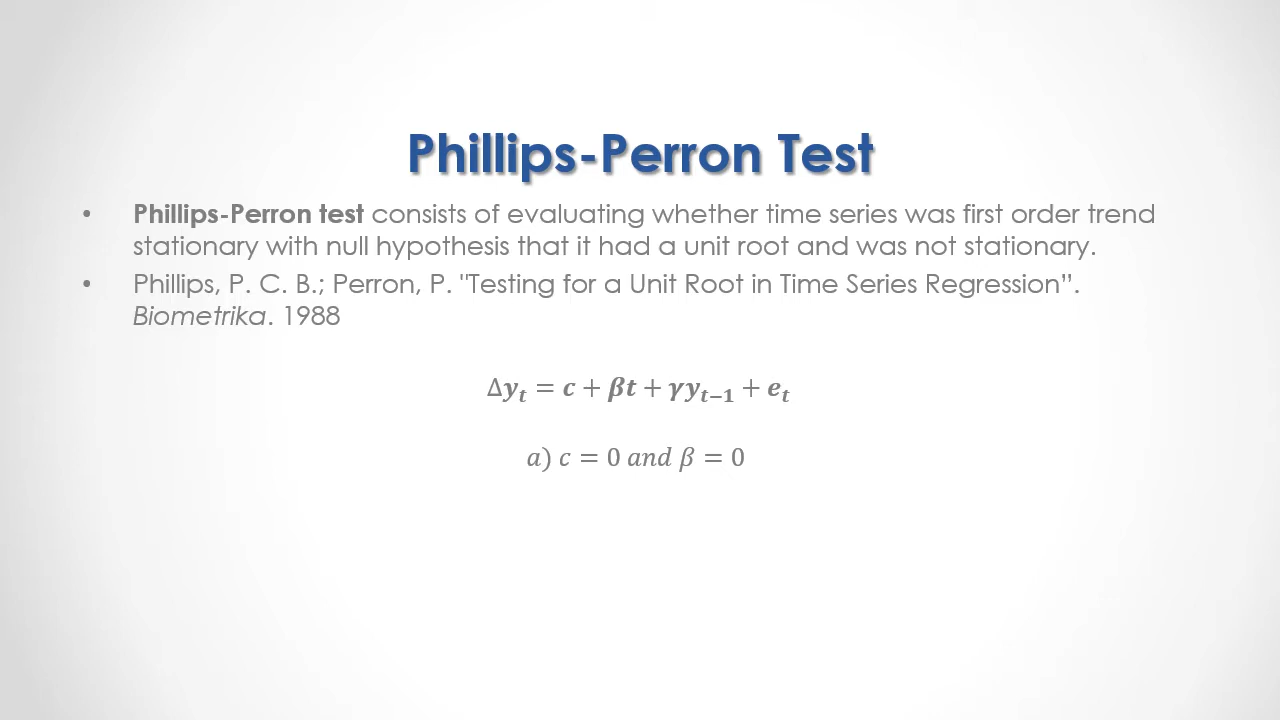 Phillips-Perron Test
• Phillips-Perron test consists of evaluating whether time series was first order trend
stationary with null hypothesis that it had a unit root and was not stationary.
• Phillips, P. C. B.; Perron, P. "Testing for a Unit Root in Time Series Regression”.
Biometrika. 1988
Δyₜ = c + βt + γyₜ₋₁ + eₜ
a) c = 0 and β = 0